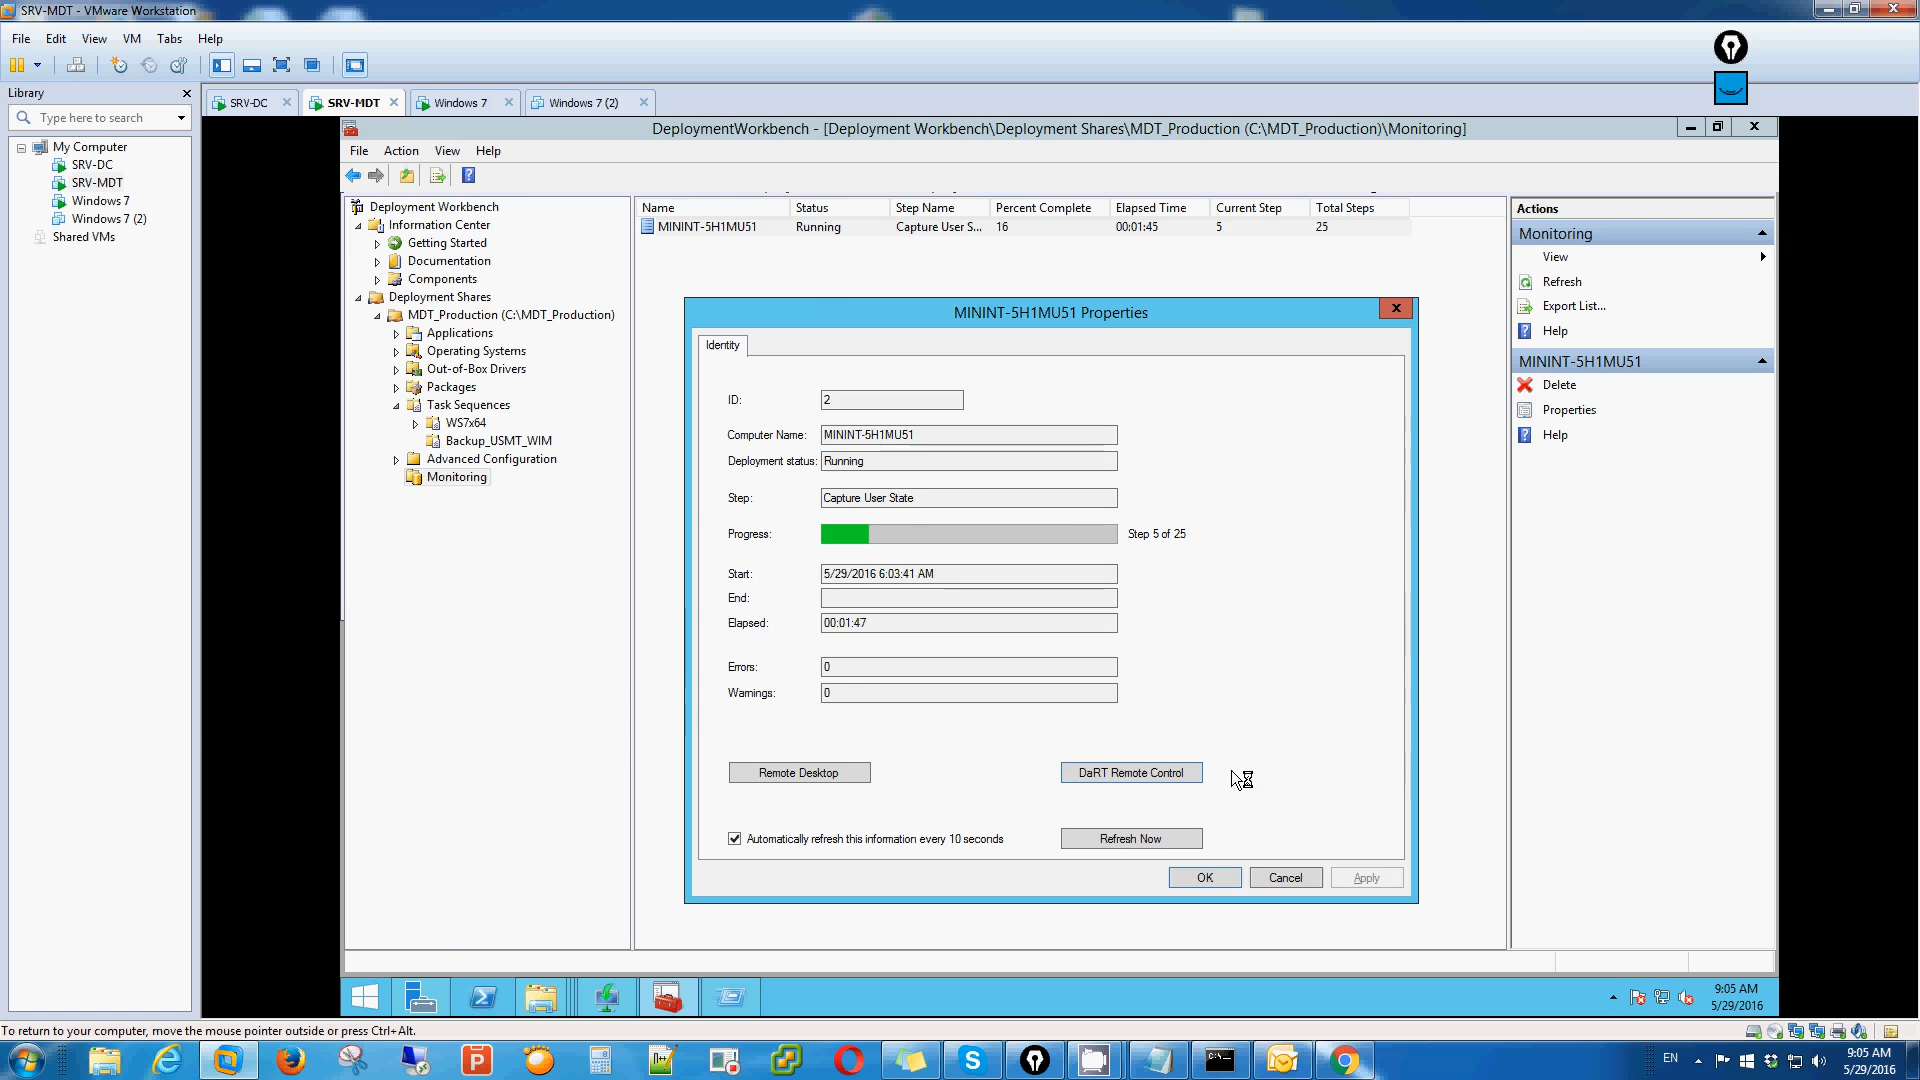 SRV-MDT - VMware Workstation
File Edit View VM Tabs Help
Library
Type here to search
My Computer
SRV-DC
SRV-MDT
Windows 7
Windows 7 (2)
Shared VMs
SRV-DC SRV-MDT Windows 7 Windows 7 (2)
DeploymentWorkbench - [Deployment Workbench\Deployment Shares\MDT_Production (C:\MDT_Production)\Monitoring]
File Action View Help
Deployment Workbench
Information Center
Getting Started
Documentation
Components
Deployment Shares
MDT_Production (C:\MDT_Production)
Applications
Operating Systems
Out-of-Box Drivers
Packages
Task Sequences
WS7x64
Backup_USMT_WIM
Advanced Configuration
Monitoring
Name Status Step Name Percent Complete Elapsed Time Current Step Total Steps
MININT-5H1MU51 Running Capture User S... 16 00:01:45 5 25
MININT-5H1MU51 Properties
Identity
ID: 2
Computer Name: MININT-5H1MU51
Deployment status: Running
Step: Capture User State
Progress: Step 5 of 25
Start: 5/29/2016 6:03:41 AM
End:
Elapsed: 00:01:47
Errors: 0
Warnings: 0
Remote Desktop DaRT Remote Control
Automatically refresh this information every 10 seconds Refresh Now
OK Cancel Apply
Actions
Monitoring
View
Refresh
Export List...
Help
MININT-5H1MU51
Delete
Properties
Help
9:05 AM
5/29/2016
To return to your computer, move the mouse pointer outside or press Ctrl+Alt.
EN
9:05 AM
5/29/2016